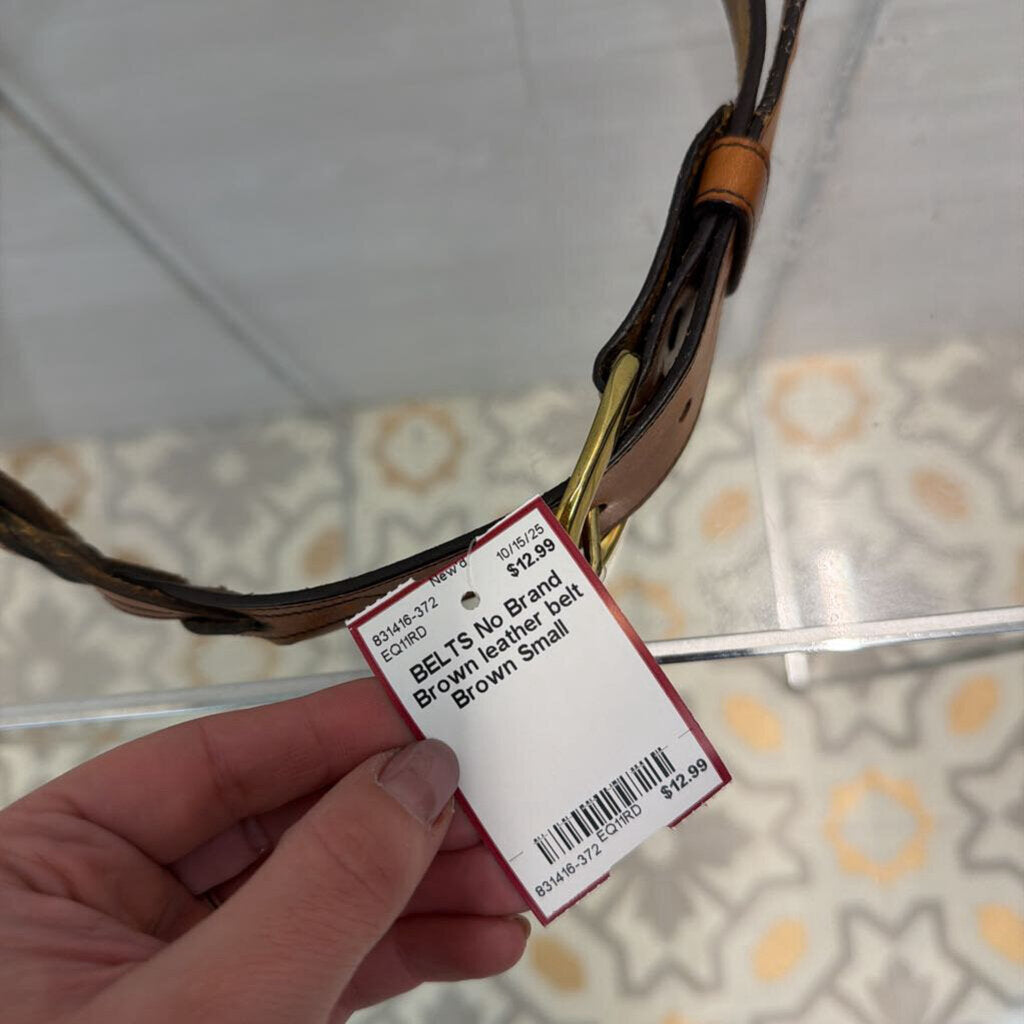 New'd 10/15/25
831416-372 $12.99
EQ11RD
BELTS No Brand
Brown leather belt
Brown Small
$12.99
831416-372 EQ11RD